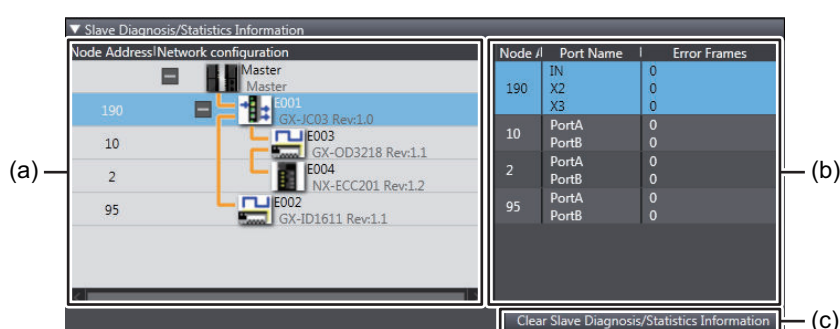 ▼ Slave Diagnosis/Statistics Information
Node Address|Network configuration
Master
Master
190 E001
GX-JC03 Rev:1.0
10 E003
GX-OD3218 Rev:1.1
2 E004
NX-ECC201 Rev:1.2
95 E002
GX-ID1611 Rev:1.1
Node A Port Name Error Frames
190 IN 0
X2 0
X3 0
10 PortA 0
PortB 0
2 PortA 0
PortB 0
95 PortA 0
PortB 0
Clear Slave Diagnosis/Statistics Information
(a)
(b)
(c)